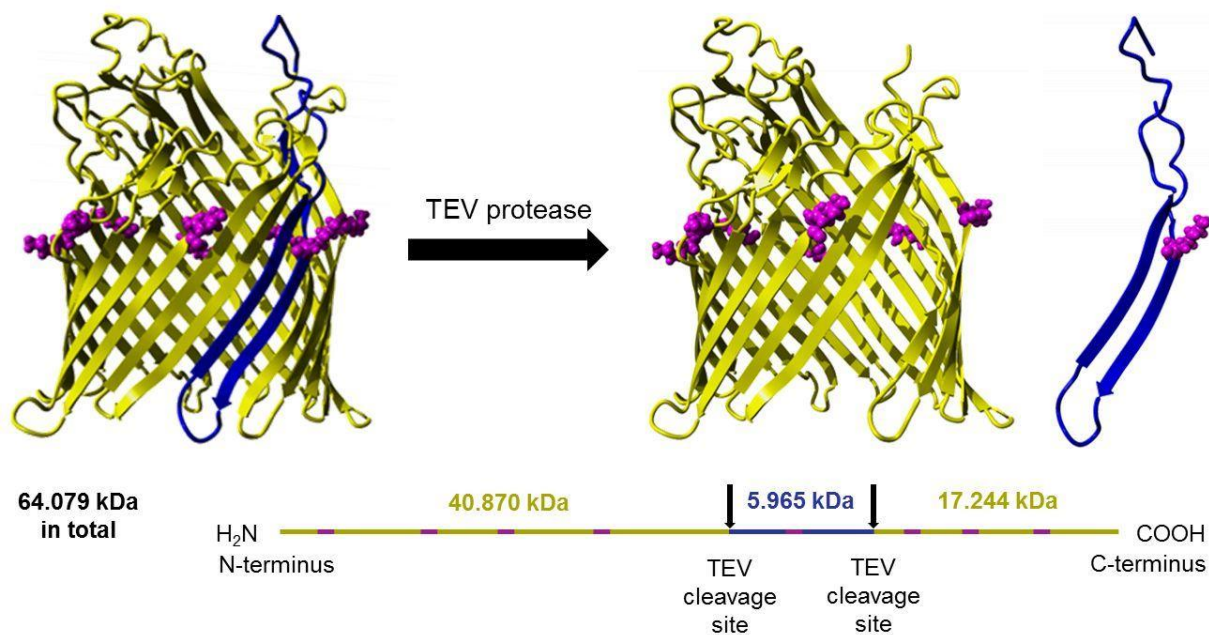 TEV protease
64.079 kDa
in total
40.870 kDa
5.965 kDa
17.244 kDa
H₂N
COOH
N-terminus
C-terminus
TEV
cleavage
site
TEV
cleavage
site